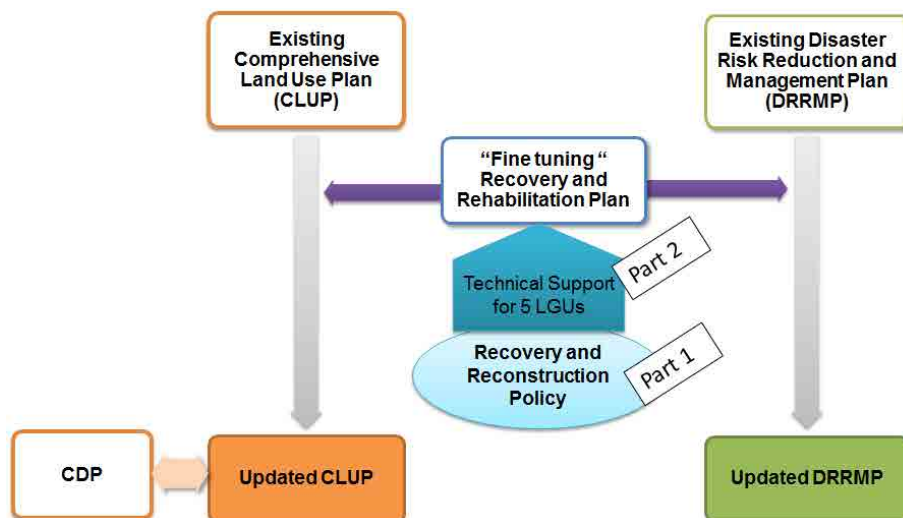 Existing
Comprehensive
Land Use Plan
(CLUP)
Existing Disaster
Risk Reduction and
Management Plan
(DRRMP)
“Fine tuning “
Recovery and
Rehabilitation Plan
Technical Support
for 5 LGUs
Part 2
Recovery and
Reconstruction
Policy
Part 1
CDP
Updated CLUP
Updated DRRMP